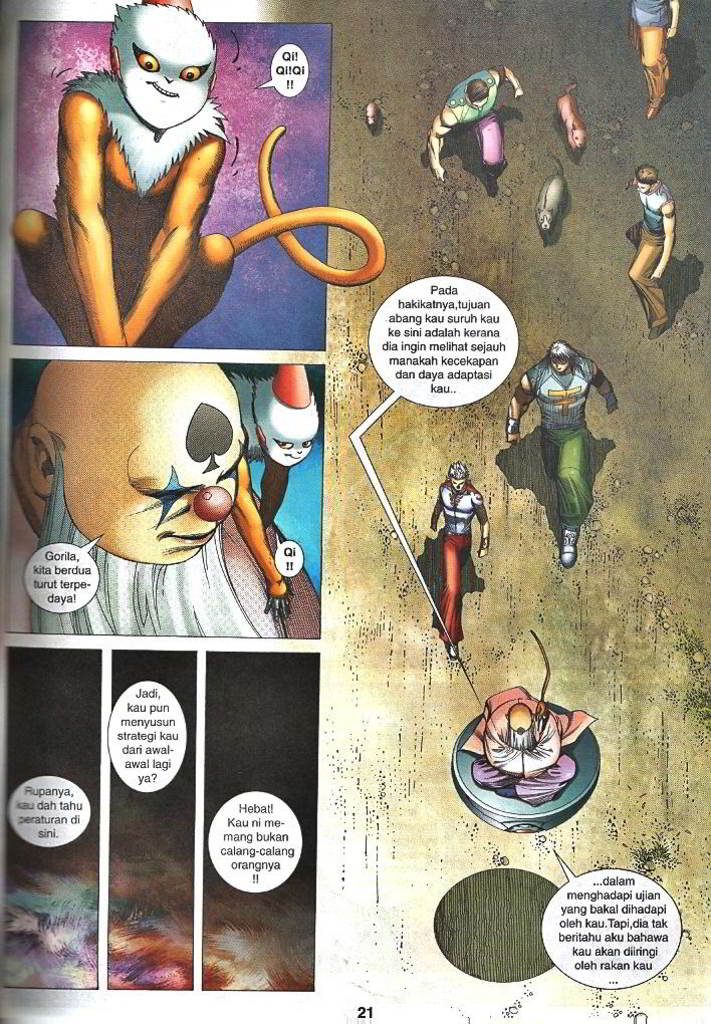 Qi!
Qi!Qi
!!
Gorila,
kita berdua
turut terpe-
daya!
Qi
!!
Rupanya,
kau dah tahu
peraturan di
sini.
Jadi,
kau pun
menyusun
strategi kau
dari awal-
awal lagi
ya?
Hebat!
Kau ni me-
mang bukan
calang-calang
orangnya
!!
Pada
hakikatnya,tujuan
abang kau suruh kau
ke sini adalah kerana
dia ingin melihat sejauh
manakah kecekapan
dan daya adaptasi
kau..
...dalam
menghadapi ujian
yang bakal dihadapi
oleh kau.Tapi,dia tak
beritahu aku bahawa
kau akan diiringi
oleh rakan kau
...
21